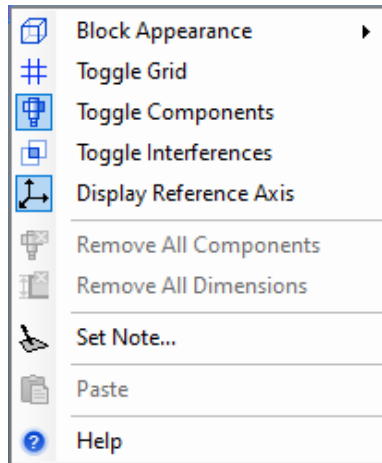 Block Appearance
Toggle Grid
Toggle Components
Toggle Interferences
Display Reference Axis
Remove All Components
Remove All Dimensions
Set Note...
Paste
Help